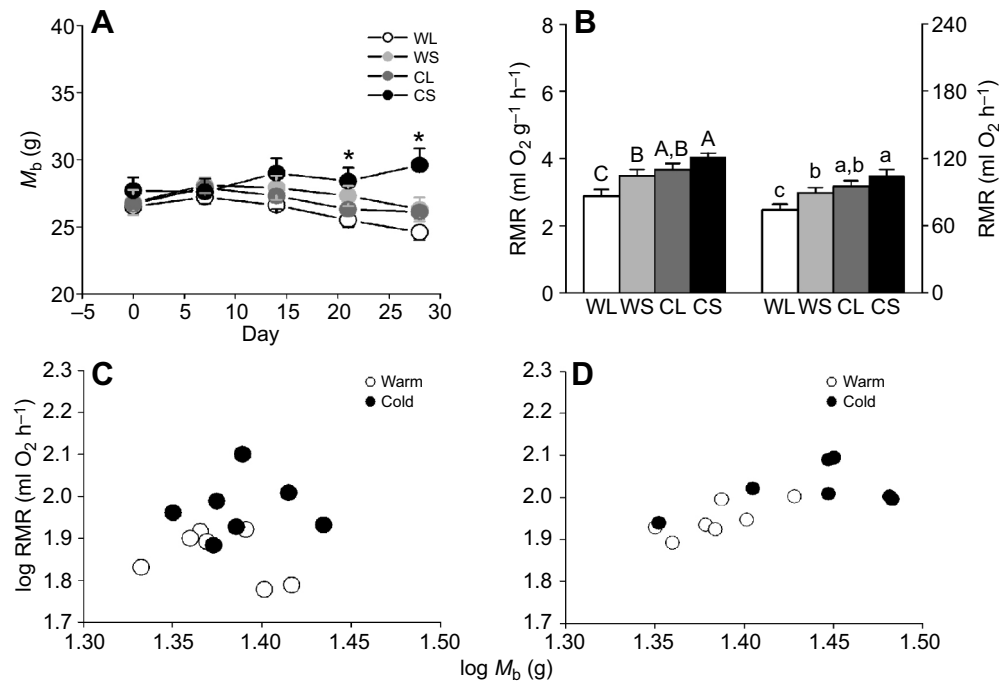 A
40
35
30
25
20
M_b (g)
–5 0 5 10 15 20 25 30
Day
WL
WS
CL
CS
* *
B
8
6
4
2
0
RMR (ml O₂ g⁻¹ h⁻¹)
C B A,B A
c b a,b a
WL WS CL CS WL WS CL CS
240
180
120
60
0
RMR (ml O₂ h⁻¹)
C
2.3
2.2
2.1
2.0
1.9
1.8
1.7
log RMR (ml O₂ h⁻¹)
Warm
Cold
1.30 1.35 1.40 1.45 1.50
D
2.3
2.2
2.1
2.0
1.9
1.8
1.7
Warm
Cold
1.30 1.35 1.40 1.45 1.50
log M_b (g)